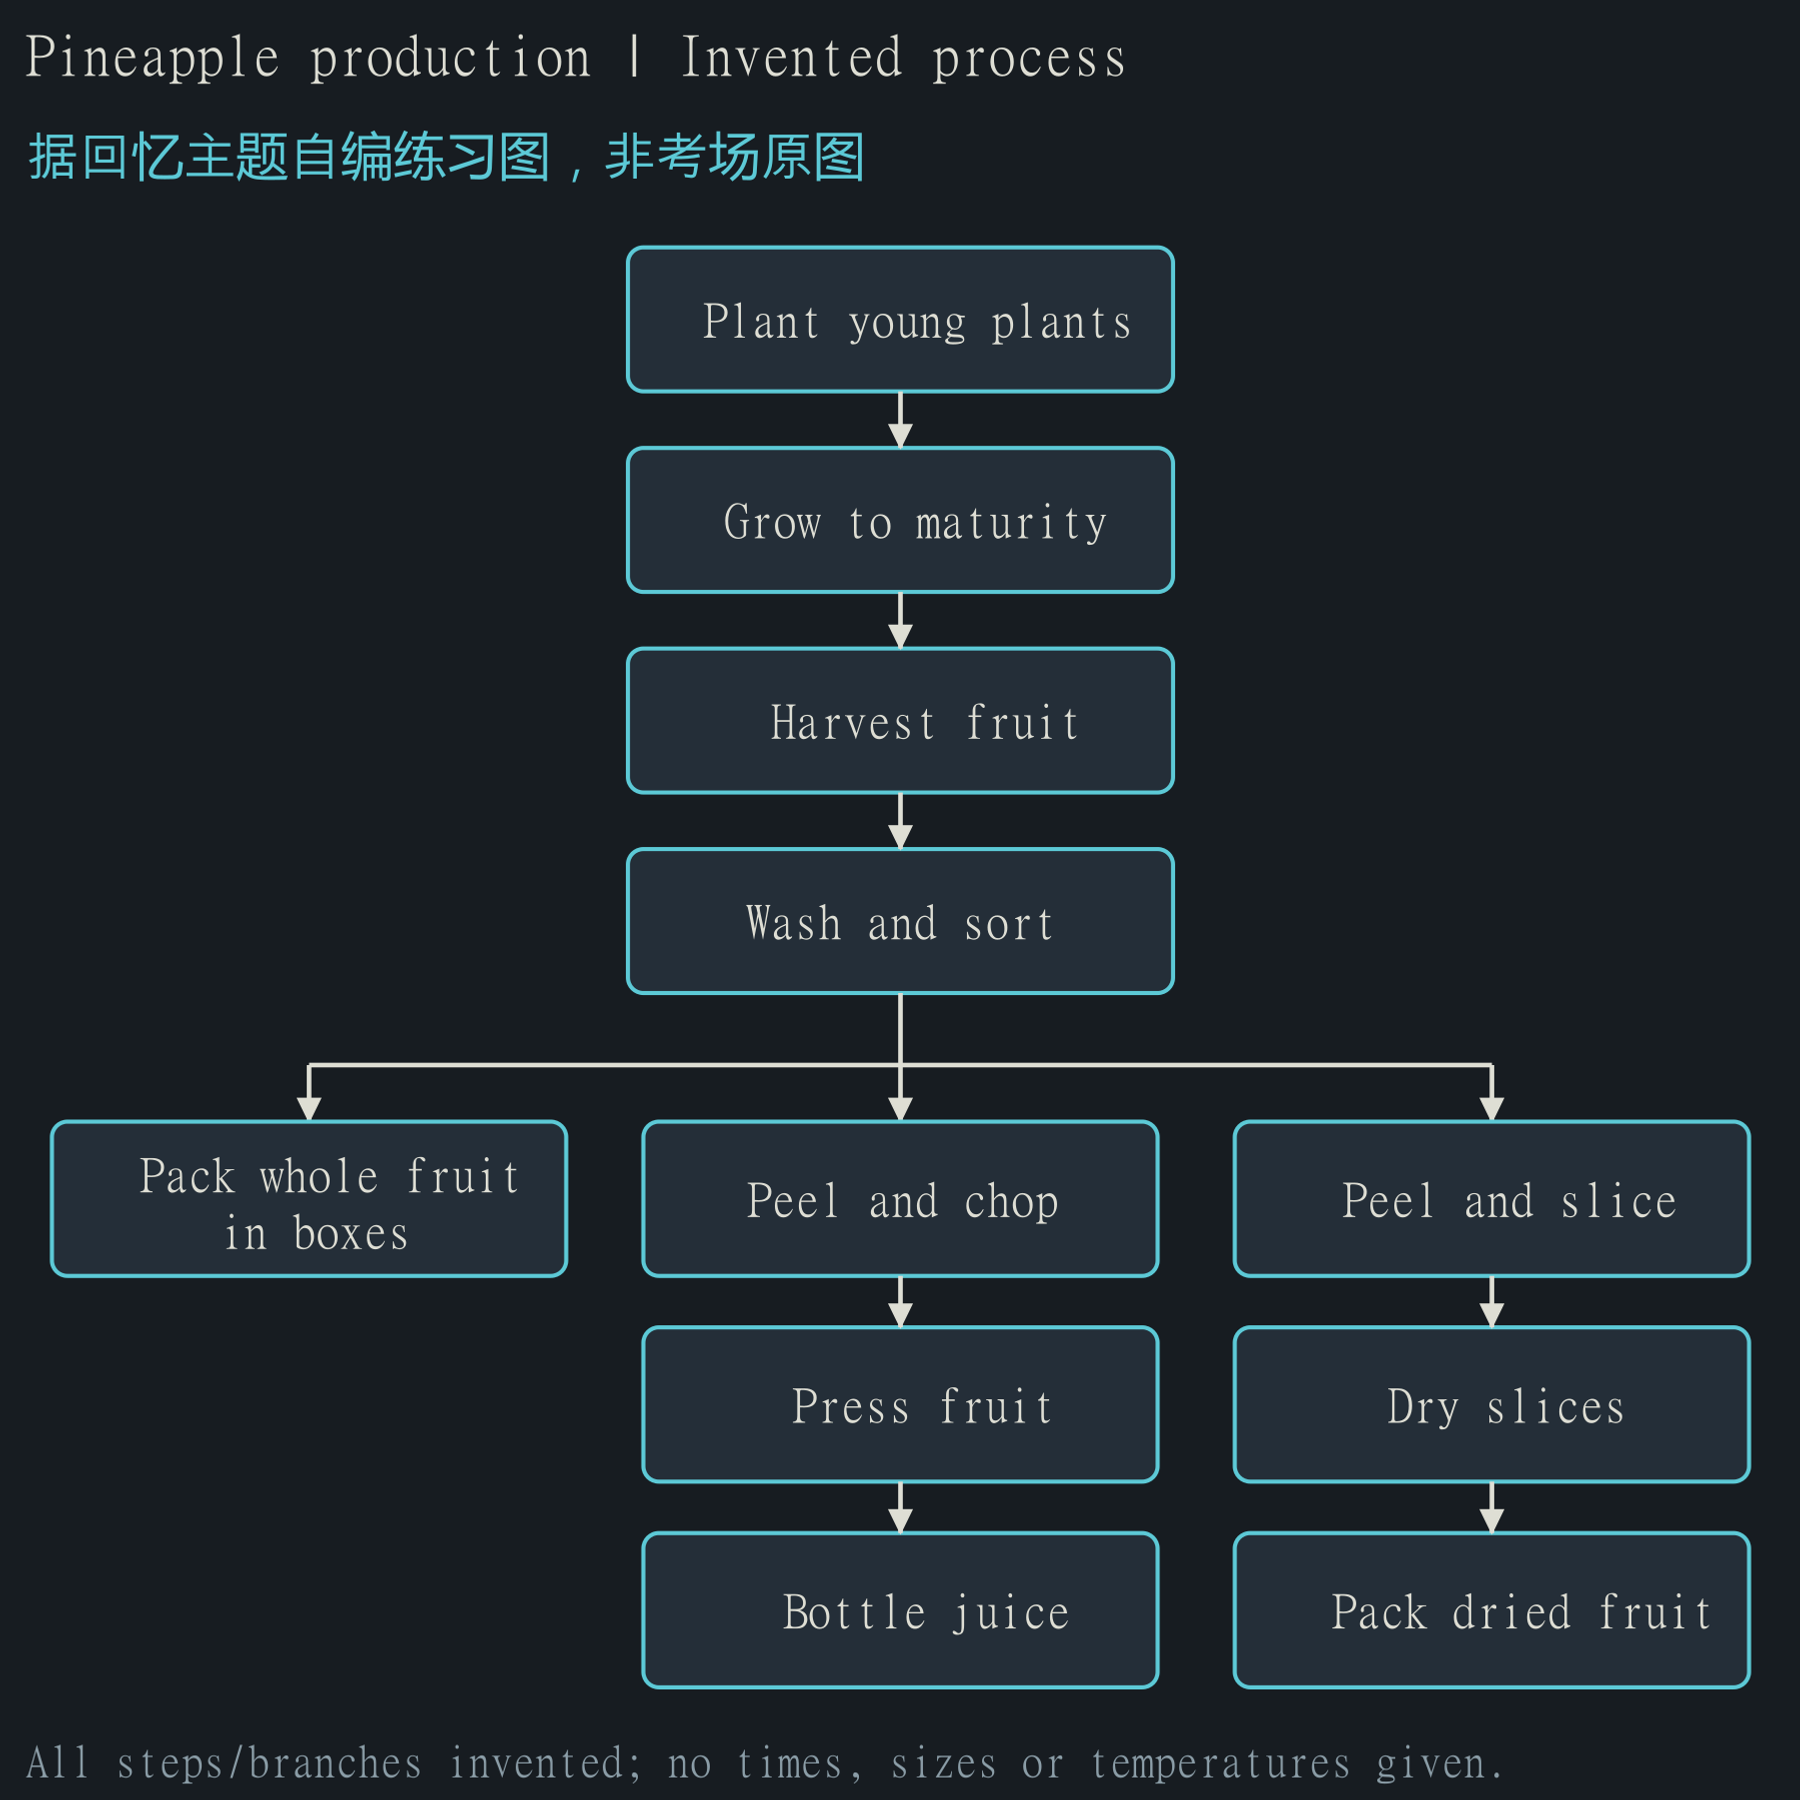 Pineapple production | Invented process
据回忆主题自编练习图，非考场原图
Plant young plants
Grow to maturity
Harvest fruit
Wash and sort
Pack whole fruit
in boxes
Peel and chop
Peel and slice
Press fruit
Dry slices
Bottle juice
Pack dried fruit
All steps/branches invented; no times, sizes or temperatures given.